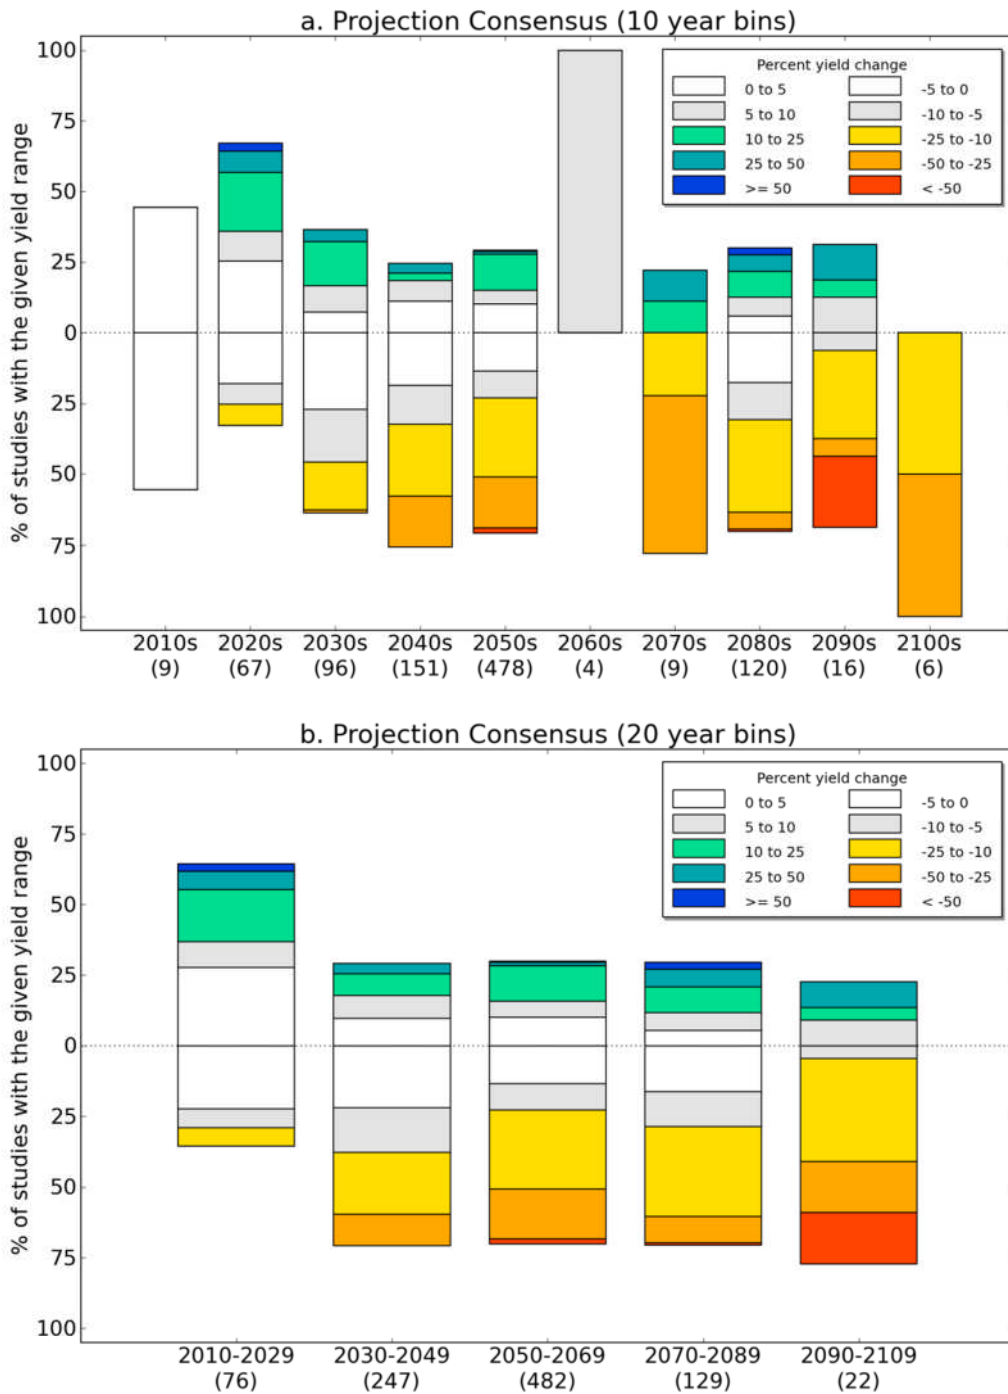 a. Projection Consensus (10 year bins)
% of studies with the given yield range
100
75
50
25
0
25
50
75
100
Percent yield change
0 to 5 -5 to 0
5 to 10 -10 to -5
10 to 25 -25 to -10
25 to 50 -50 to -25
>= 50 < -50
2010s 2020s 2030s 2040s 2050s 2060s 2070s 2080s 2090s 2100s
(9) (67) (96) (151) (478) (4) (9) (120) (16) (6)
b. Projection Consensus (20 year bins)
% of studies with the given yield range
100
75
50
25
0
25
50
75
100
Percent yield change
0 to 5 -5 to 0
5 to 10 -10 to -5
10 to 25 -25 to -10
25 to 50 -50 to -25
>= 50 < -50
2010-2029 2030-2049 2050-2069 2070-2089 2090-2109
(76) (247) (482) (129) (22)